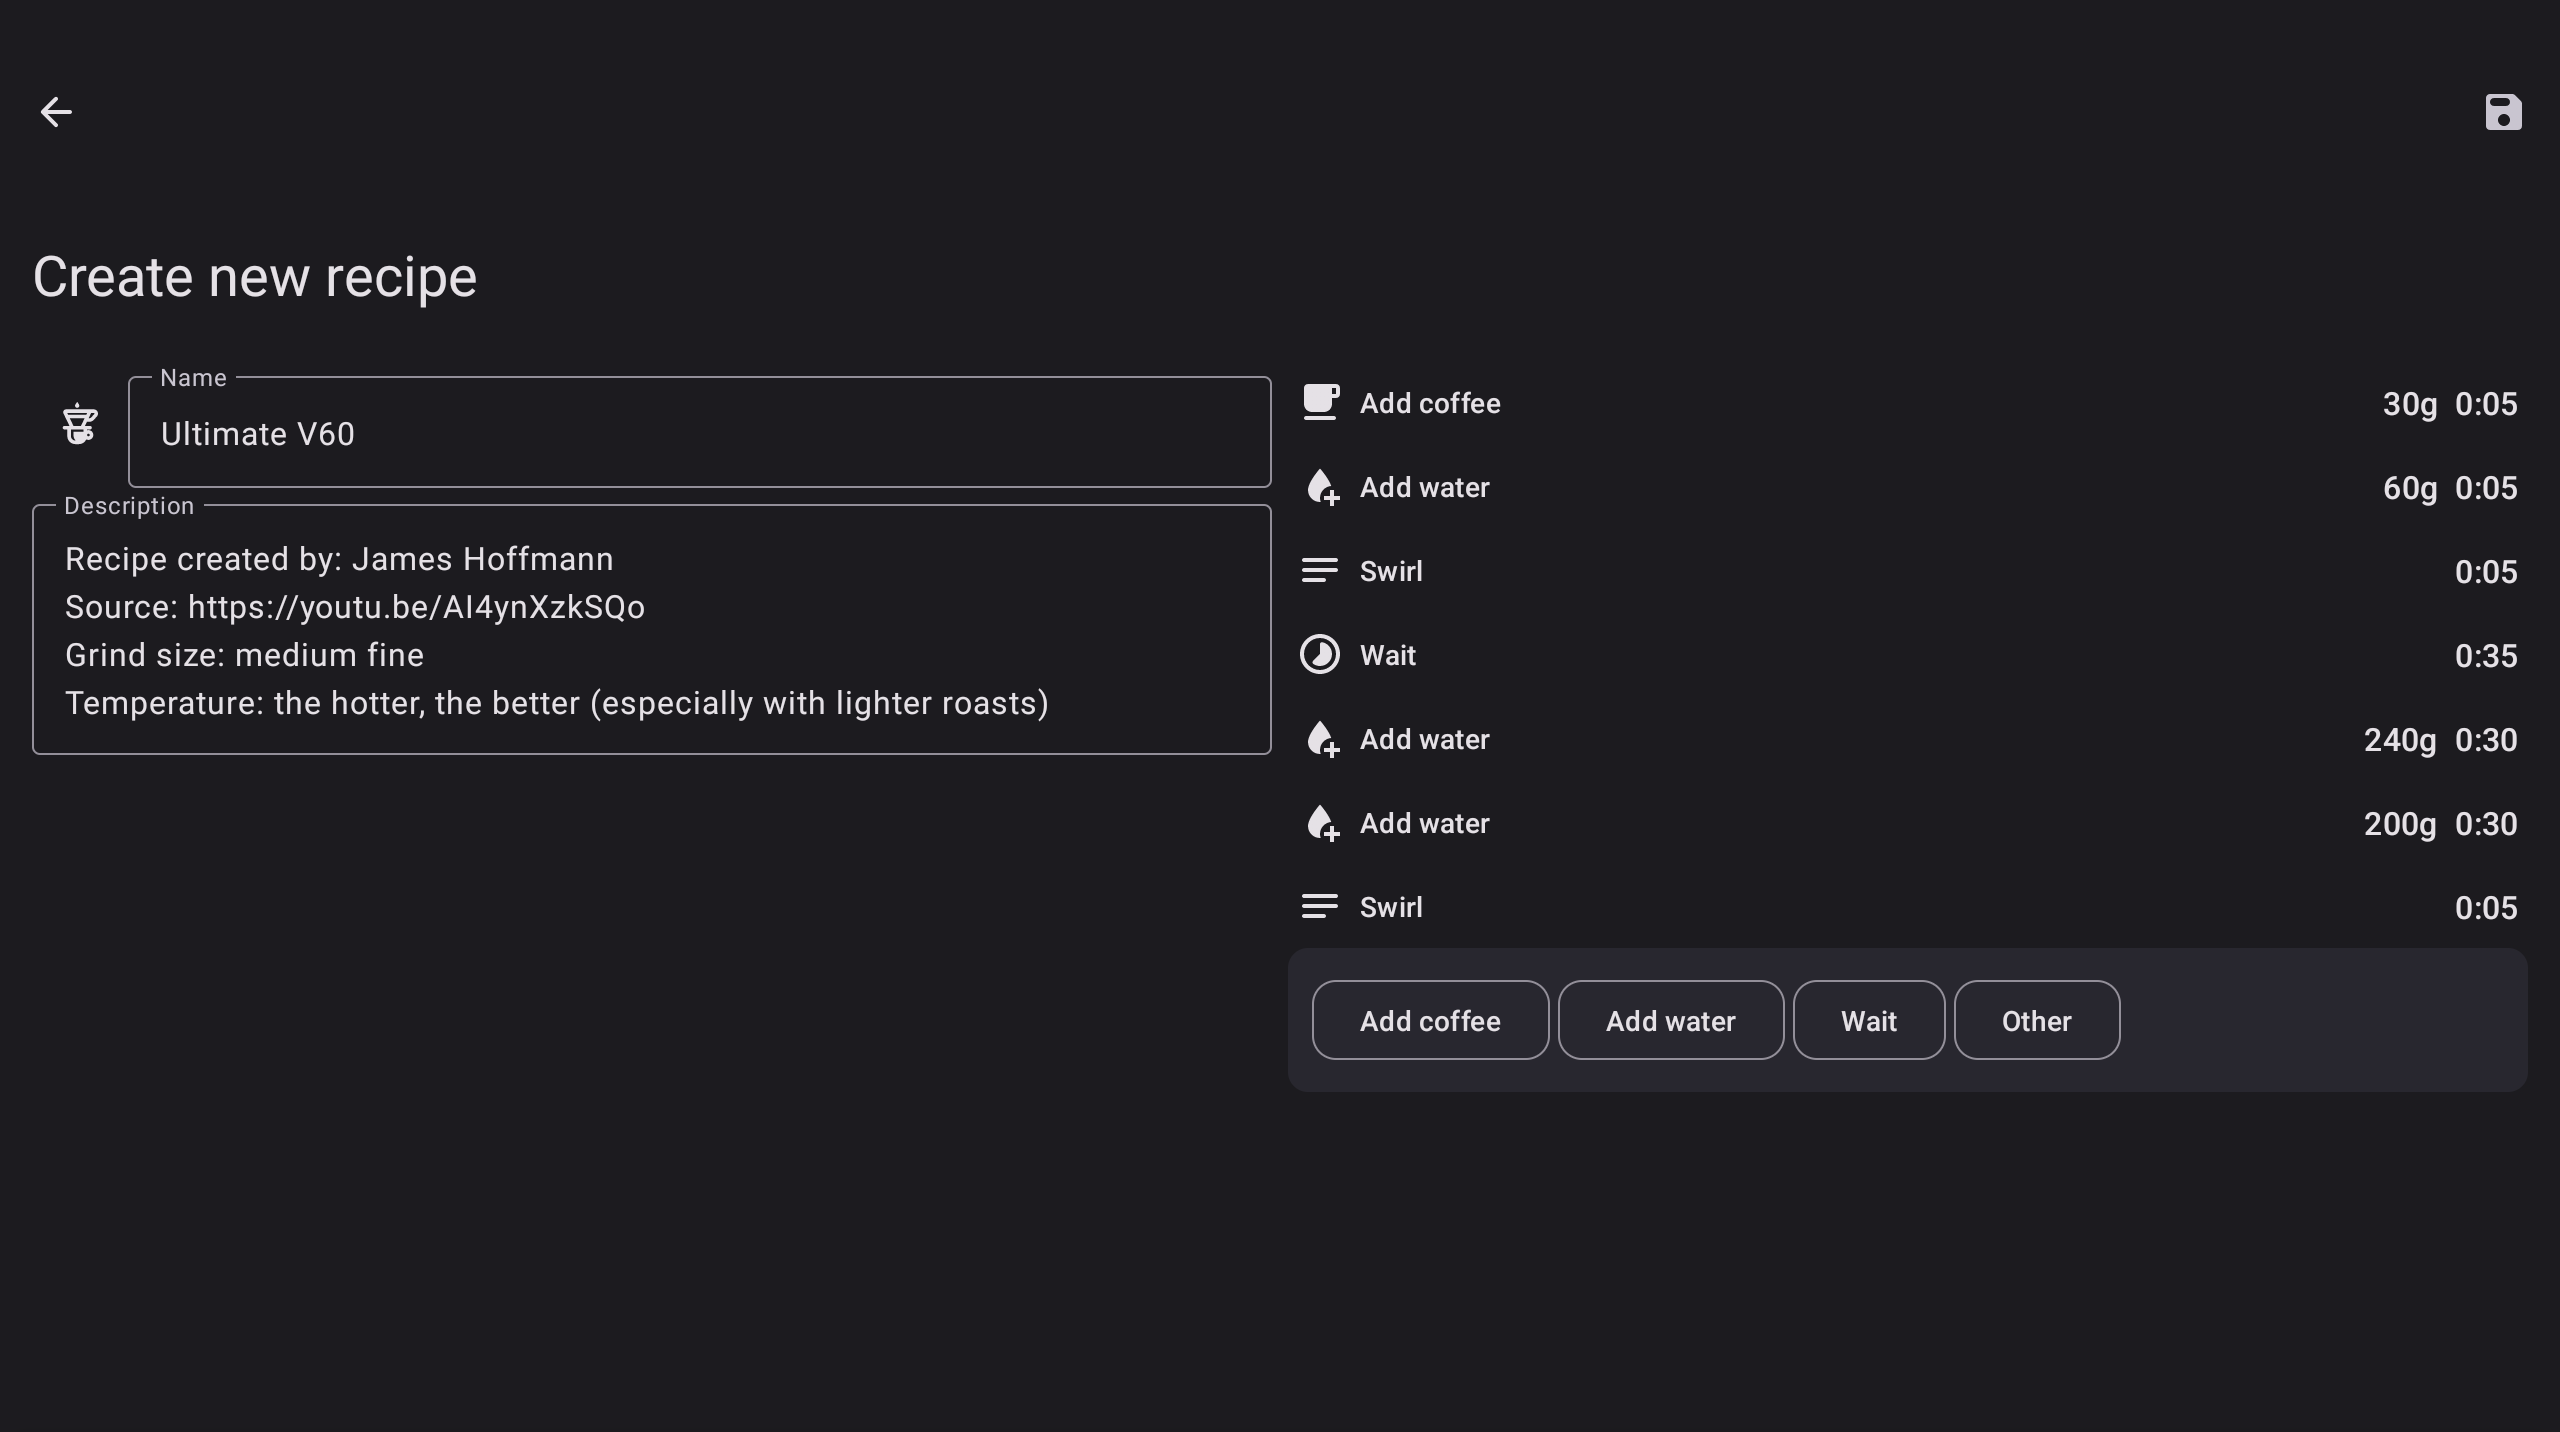 Create new recipe
Name
Ultimate V60
Description
Recipe created by: James Hoffmann
Source: https://youtu.be/AI4ynXzkSQo
Grind size: medium fine
Temperature: the hotter, the better (especially with lighter roasts)
Add coffee 30g 0:05
Add water 60g 0:05
Swirl 0:05
Wait 0:35
Add water 240g 0:30
Add water 200g 0:30
Swirl 0:05
Add coffee Add water Wait Other